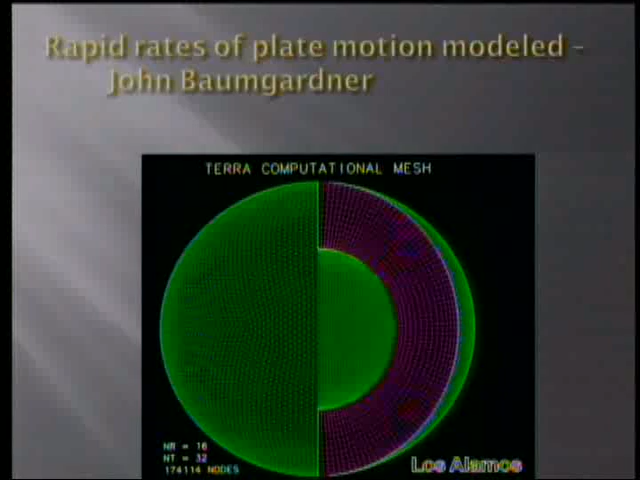 Rapid rates of plate motion modeled -
John Baumgardner
TERRA COMPUTATIONAL MESH
NR = 16
NT = 32
174114 NODES
Los Alamos